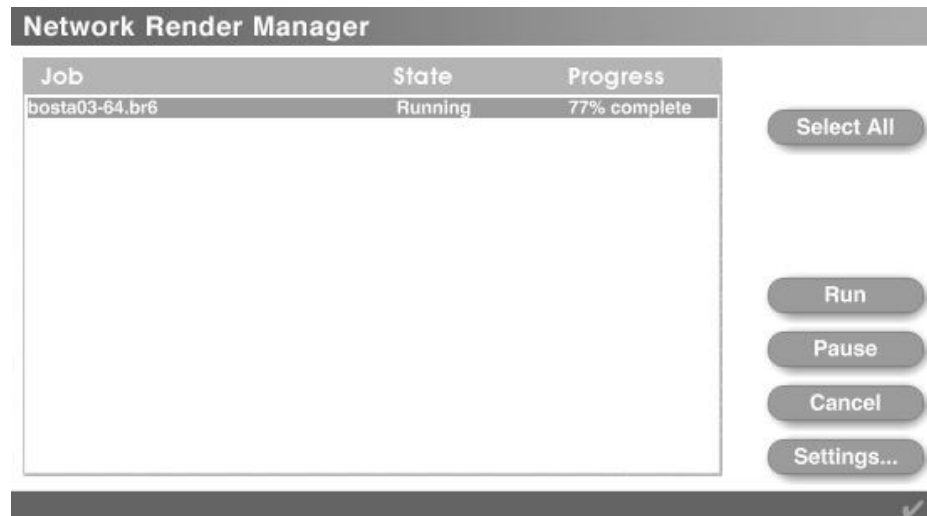 Network Render Manager
Job State Progress
bosta03-64.br6 Running 77% complete
Select All
Run
Pause
Cancel
Settings...